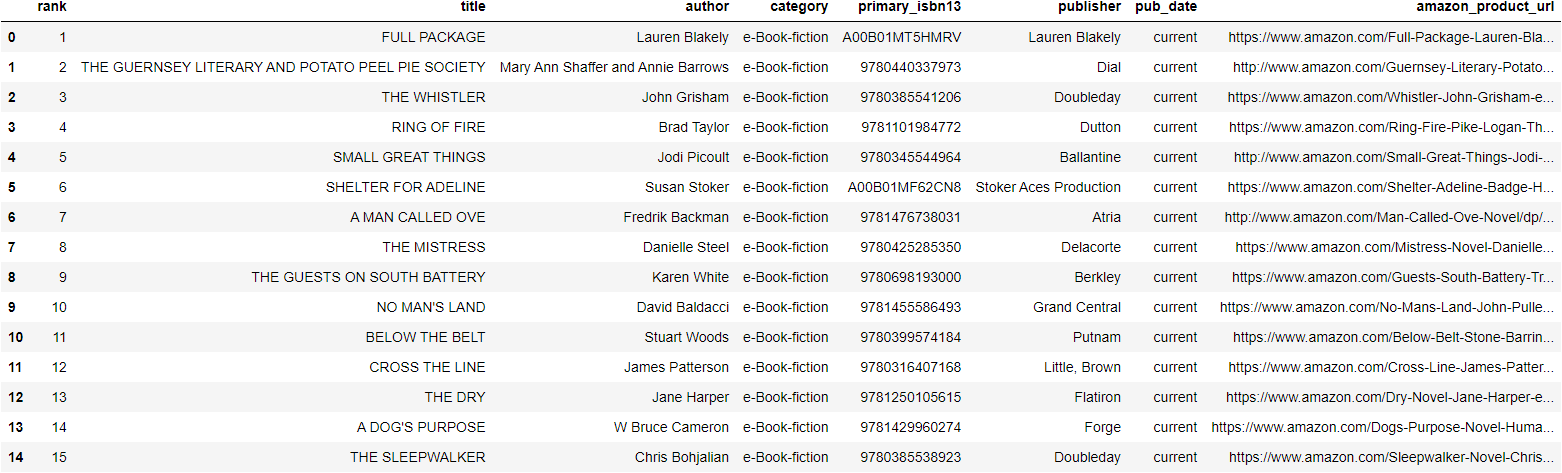 rank title author category primary_isbn13 publisher pub_date amazon_product_url
0 1 FULL PACKAGE Lauren Blakely e-Book-fiction A00B01MT5HMRV Lauren Blakely current https://www.amazon.com/Full-Package-Lauren-Bla...
1 2 THE GUERNSEY LITERARY AND POTATO PEEL PIE SOCIETY Mary Ann Shaffer and Annie Barrows e-Book-fiction 9780440337973 Dial current http://www.amazon.com/Guernsey-Literary-Potato...
2 3 THE WHISTLER John Grisham e-Book-fiction 9780385541206 Doubleday current https://www.amazon.com/Whistler-John-Grisham-e...
3 4 RING OF FIRE Brad Taylor e-Book-fiction 9781101984772 Dutton current https://www.amazon.com/Ring-Fire-Pike-Logan-Th...
4 5 SMALL GREAT THINGS Jodi Picoult e-Book-fiction 9780345544964 Ballantine current http://www.amazon.com/Small-Great-Things-Jodi-...
5 6 SHELTER FOR ADELINE Susan Stoker e-Book-fiction A00B01MF62CN8 Stoker Aces Production current https://www.amazon.com/Shelter-Adeline-Badge-H...
6 7 A MAN CALLED OVE Fredrik Backman e-Book-fiction 9781476738031 Atria current http://www.amazon.com/Man-Called-Ove-Novel/dp/...
7 8 THE MISTRESS Danielle Steel e-Book-fiction 9780425285350 Delacorte current https://www.amazon.com/Mistress-Novel-Danielle...
8 9 THE GUESTS ON SOUTH BATTERY Karen White e-Book-fiction 9780698193000 Berkley current https://www.amazon.com/Guests-South-Battery-Tr...
9 10 NO MAN'S LAND David Baldacci e-Book-fiction 9781455586493 Grand Central current https://www.amazon.com/No-Mans-Land-John-Pulle...
10 11 BELOW THE BELT Stuart Woods e-Book-fiction 9780399574184 Putnam current https://www.amazon.com/Below-Belt-Stone-Barrin...
11 12 CROSS THE LINE James Patterson e-Book-fiction 9780316407168 Little, Brown current https://www.amazon.com/Cross-Line-James-Patter...
12 13 THE DRY Jane Harper e-Book-fiction 9781250105615 Flatiron current https://www.amazon.com/Dry-Novel-Jane-Harper-e...
13 14 A DOG'S PURPOSE W Bruce Cameron e-Book-fiction 9781429960274 Forge current https://www.amazon.com/Dogs-Purpose-Novel-Huma...
14 15 THE SLEEPWALKER Chris Bohjalian e-Book-fiction 9780385538923 Doubleday current https://www.amazon.com/Sleepwalker-Novel-Chris...